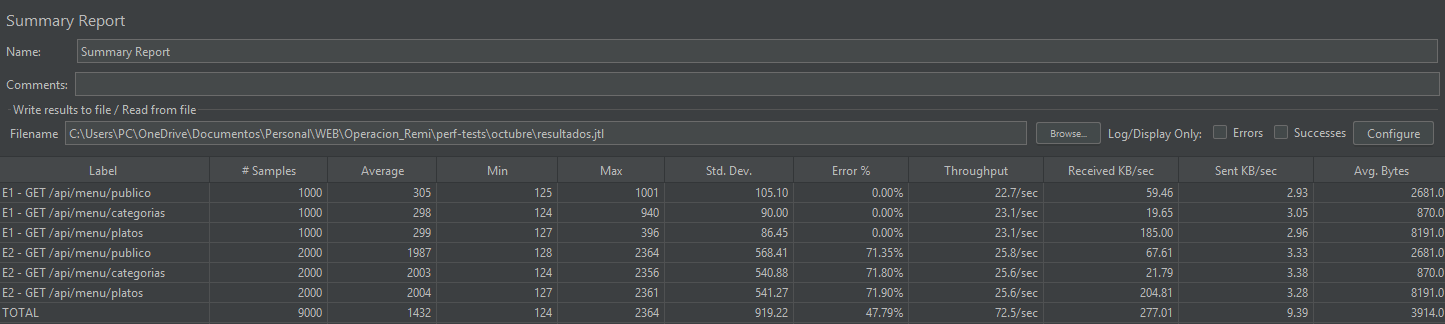 Summary Report
Name: Summary Report
Comments:
Write results to file / Read from file
Filename C:\Users\PC\OneDrive\Documentos\Personal\WEB\Operacion_Remi\perf-tests\octubre\resultados.jtl Browse... Log/Display Only: Errors Successes Configure
Label # Samples Average Min Max Std. Dev. Error % Throughput Received KB/sec Sent KB/sec Avg. Bytes
E1 - GET /api/menu/publico 1000 305 125 1001 105.10 0.00% 22.7/sec 59.46 2.93 2681.0
E1 - GET /api/menu/categorias 1000 298 124 940 90.00 0.00% 23.1/sec 19.65 3.05 870.0
E1 - GET /api/menu/platos 1000 299 127 396 86.45 0.00% 23.1/sec 185.00 2.96 8191.0
E2 - GET /api/menu/publico 2000 1987 128 2364 568.41 71.35% 25.8/sec 67.61 3.33 2681.0
E2 - GET /api/menu/categorias 2000 2003 124 2356 540.88 71.80% 25.6/sec 21.79 3.38 870.0
E2 - GET /api/menu/platos 2000 2004 127 2361 541.27 71.90% 25.6/sec 204.81 3.28 8191.0
TOTAL 9000 1432 124 2364 919.22 47.79% 72.5/sec 277.01 9.39 3914.0